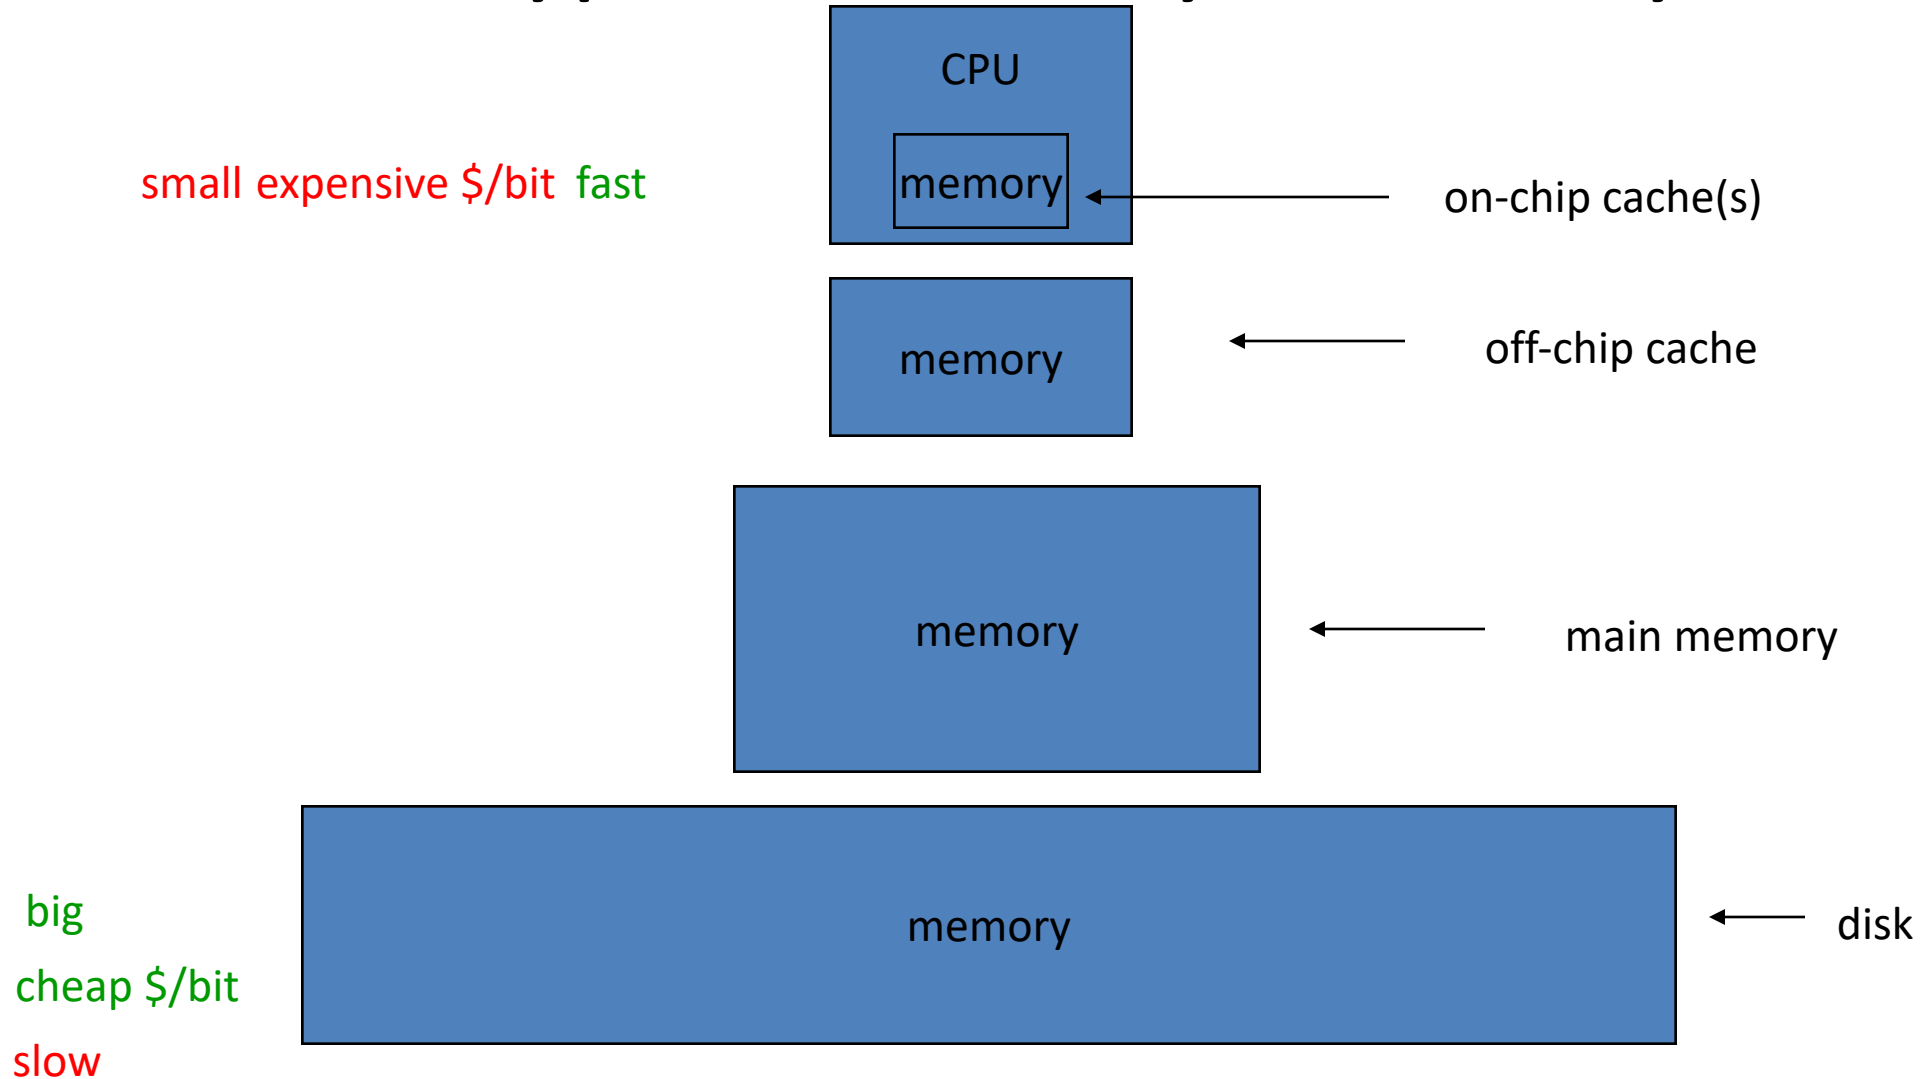 CPU
small expensive $/bit fast
memory
on-chip cache(s)
memory
off-chip cache
memory
main memory
big
memory
disk
cheap $/bit
slow